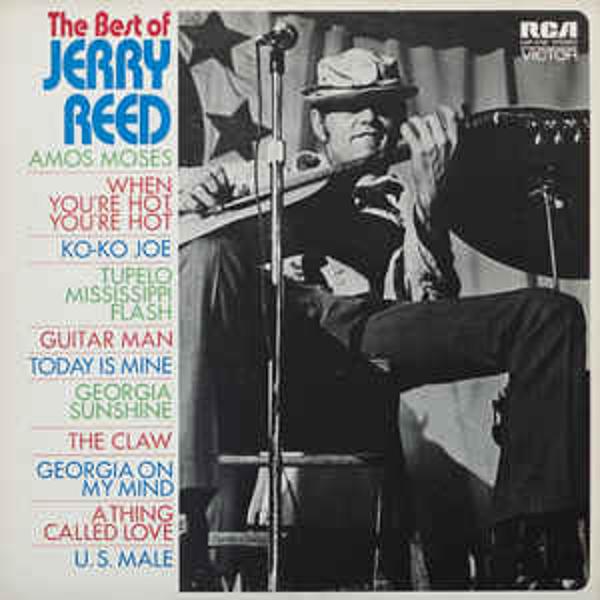 The Best of
JERRY
REED
AMOS MOSES
WHEN
YOU'RE HOT
YOU'RE HOT
KO-KO JOE
TUPELO
MISSISSIPPI
FLASH
GUITAR MAN
TODAY IS MINE
GEORGIA
SUNSHINE
THE CLAW
GEORGIA ON
MY MIND
A THING
CALLED LOVE
U.S. MALE
RCA
VICTOR